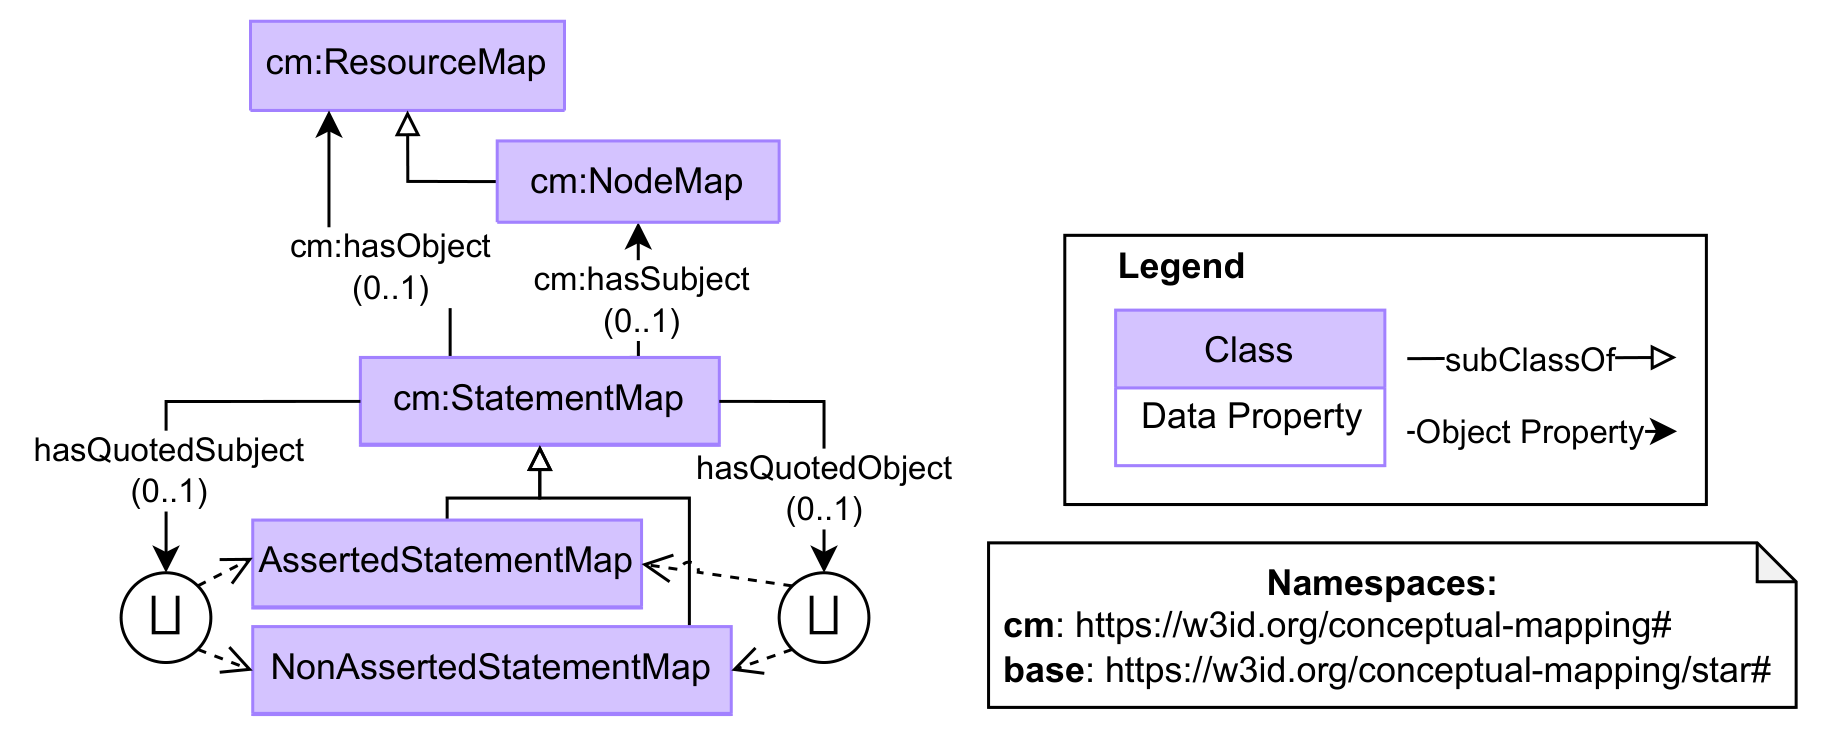 cm:ResourceMap
cm:NodeMap
cm:hasObject
(0..1)
cm:hasSubject
(0..1)
cm:StatementMap
hasQuotedSubject
(0..1)
hasQuotedObject
(0..1)
AssertedStatementMap
⊔
⊔
NonAssertedStatementMap
Legend
Class
Data Property
subClassOf
Object Property
Namespaces:
cm: https://w3id.org/conceptual-mapping#
base: https://w3id.org/conceptual-mapping/star#